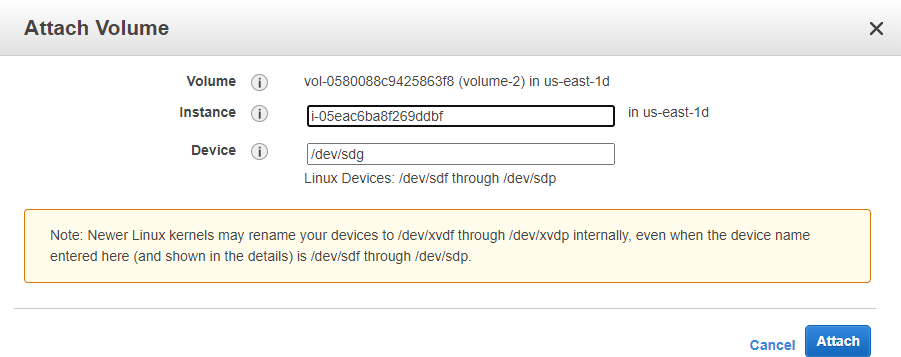 Attach Volume
Volume i vol-0580088c9425863f8 (volume-2) in us-east-1d
Instance i i-05eac6ba8f269ddbf in us-east-1d
Device i /dev/sdg
Linux Devices: /dev/sdf through /dev/sdp
Note: Newer Linux kernels may rename your devices to /dev/xvdf through /dev/xvdp internally, even when the device name
entered here (and shown in the details) is /dev/sdf through /dev/sdp.
Cancel Attach